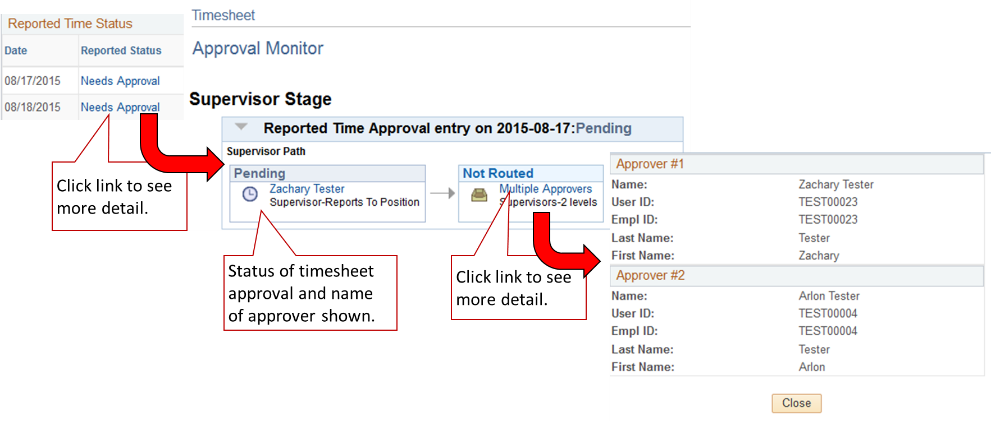 Reported Time Status
Date Reported Status
08/17/2015 Needs Approval
08/18/2015 Needs Approval
Click link to see
more detail.
Timesheet
Approval Monitor
Supervisor Stage
Reported Time Approval entry on 2015-08-17:Pending
Supervisor Path
Pending
Zachary Tester
Supervisor-Reports To Position
Not Routed
Multiple Approvers
Supervisors-2 levels
Status of timesheet
approval and name
of approver shown.
Click link to see
more detail.
Approver #1
Name: Zachary Tester
User ID: TEST00023
Empl ID: TEST00023
Last Name: Tester
First Name: Zachary
Approver #2
Name: Arlon Tester
User ID: TEST00004
Empl ID: TEST00004
Last Name: Tester
First Name: Arlon
Close